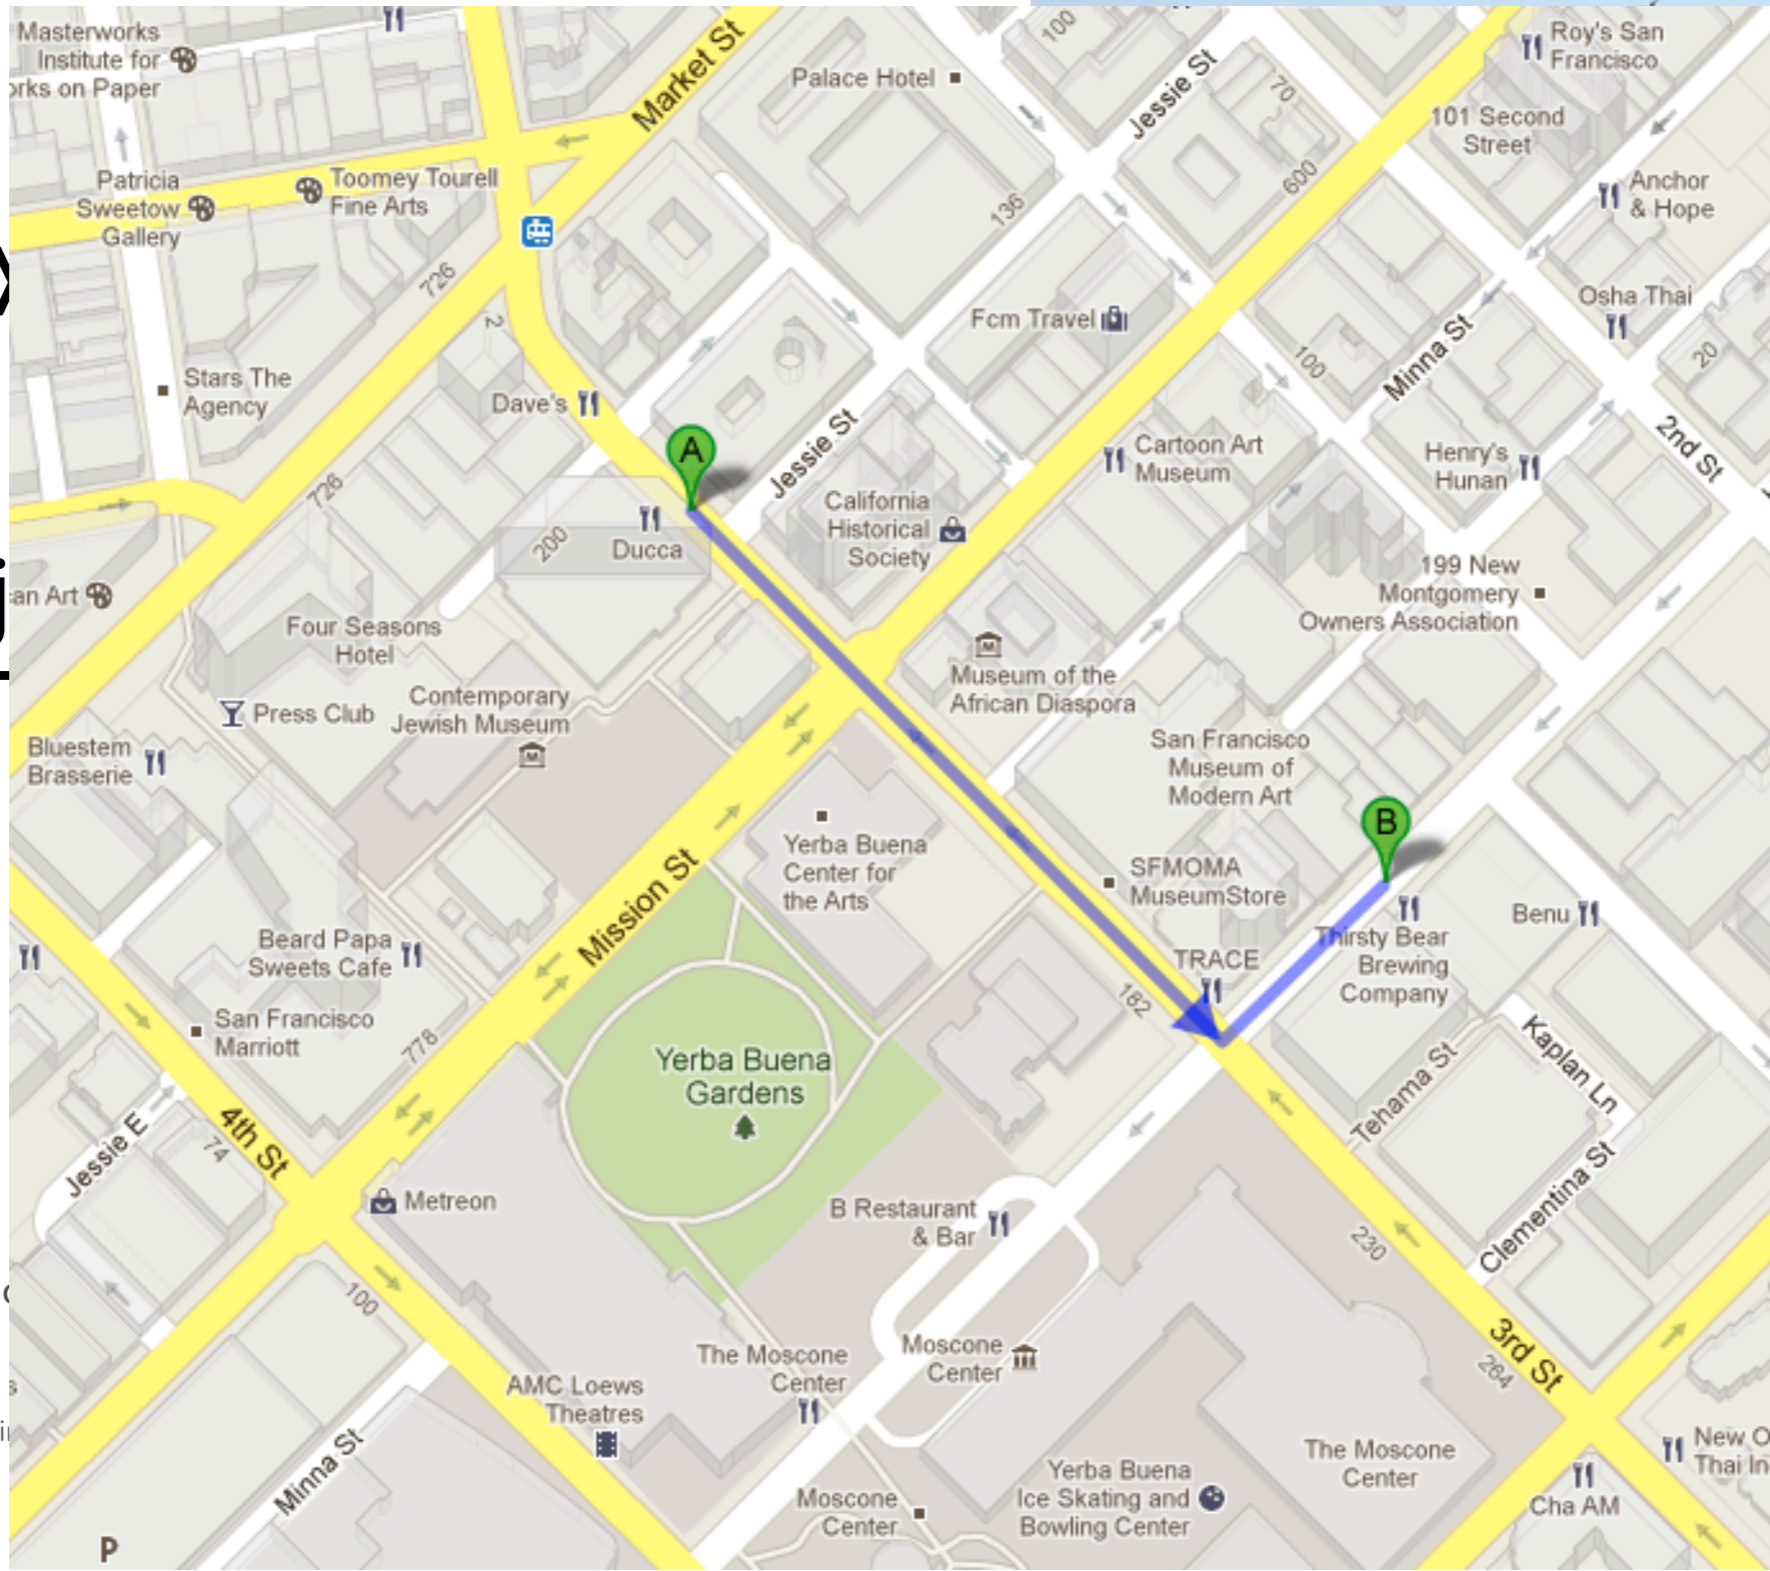 Masterworks
Institute for
orks on Paper
Market St
Palace Hotel
100
Jessie St
70
Roy's San
Francisco
101 Second
Street
Patricia
Sweetow
Gallery
Toomey Tourell
Fine Arts
136
600
Anchor
& Hope
726
2
Fcm Travel
Osha Thai
Stars The
Agency
Dave's
100
Minna St
20
A
Jessie St
Cartoon Art
Museum
Henry's
Hunan
2nd St
726
200
Ducca
California
Historical
Society
199 New
Montgomery
Owners Association
an Art
Four Seasons
Hotel
Museum of the
African Diaspora
Press Club
Contemporary
Jewish Museum
Bluestem
Brasserie
San Francisco
Museum of
Modern Art
B
Yerba Buena
Center for
the Arts
SFMOMA
MuseumStore
Mission St
Beard Papa
Sweets Cafe
TRACE
Thirsty Bear
Brewing
Company
Benu
182
San Francisco
Marriott
778
Yerba Buena
Gardens
Tehama St
Kaplan Ln
Jessie E
74
4th St
Metreon
B Restaurant
& Bar
230
Clementina St
100
The Moscone
Center
Moscone
Center
3rd St
264
AMC Loews
Theatres
Minna St
Moscone
Center
Yerba Buena
Ice Skating and
Bowling Center
The Moscone
Center
New O
Thai In
Cha AM
P